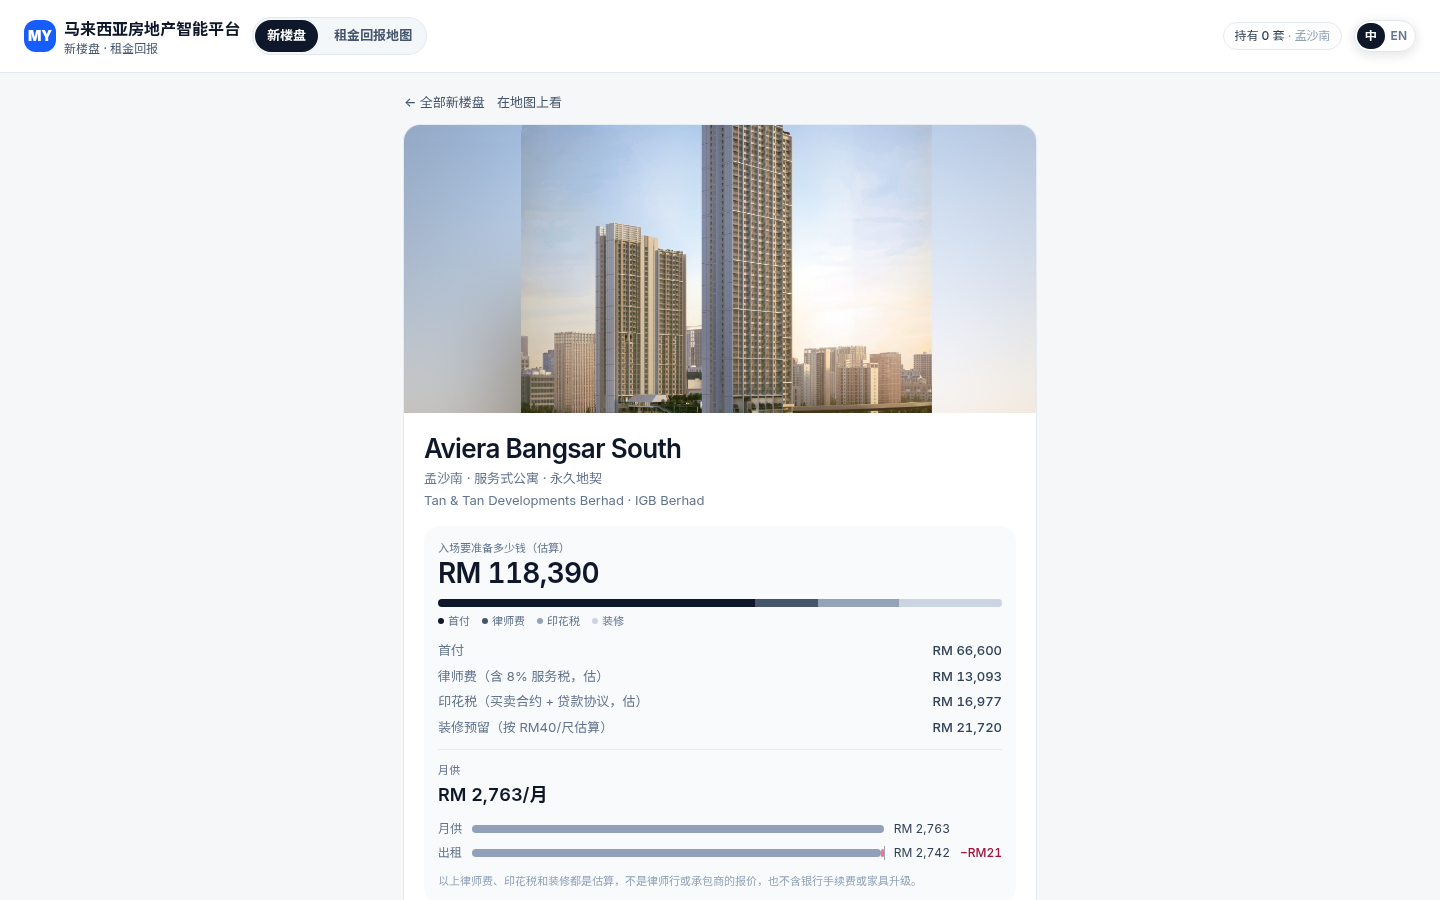 MY
马来西亚房地产智能平台
新楼盘 · 租金回报
新楼盘
租金回报地图
持有 0 套 · 孟沙南
中
EN
← 全部新楼盘
在地图上看
Aviera Bangsar South
孟沙南 · 服务式公寓 · 永久地契
Tan & Tan Developments Berhad · IGB Berhad
入场要准备多少钱（估算）
RM 118,390
首付 律师费 印花税 装修
首付 RM 66,600
律师费（含 8% 服务税，估） RM 13,093
印花税（买卖合约 + 贷款协议，估） RM 16,977
装修预留（按 RM40/尺估算） RM 21,720
月供
RM 2,763/月
月供 RM 2,763
出租 RM 2,742 −RM21
以上律师费、印花税和装修都是估算，不是律师行或承包商的报价，也不含银行手续费或家具升级。